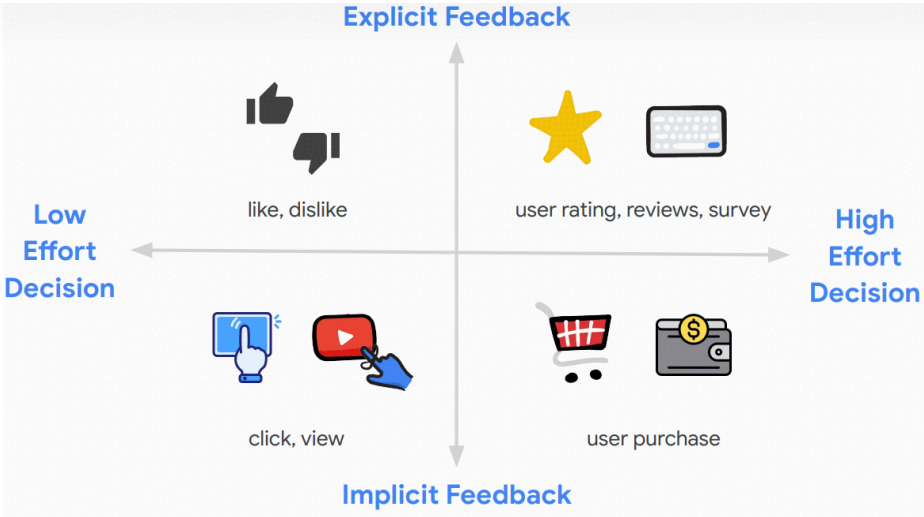 Explicit Feedback
like, dislike
user rating, reviews, survey
Low
Effort
Decision
High
Effort
Decision
$
click, view
user purchase
Implicit Feedback